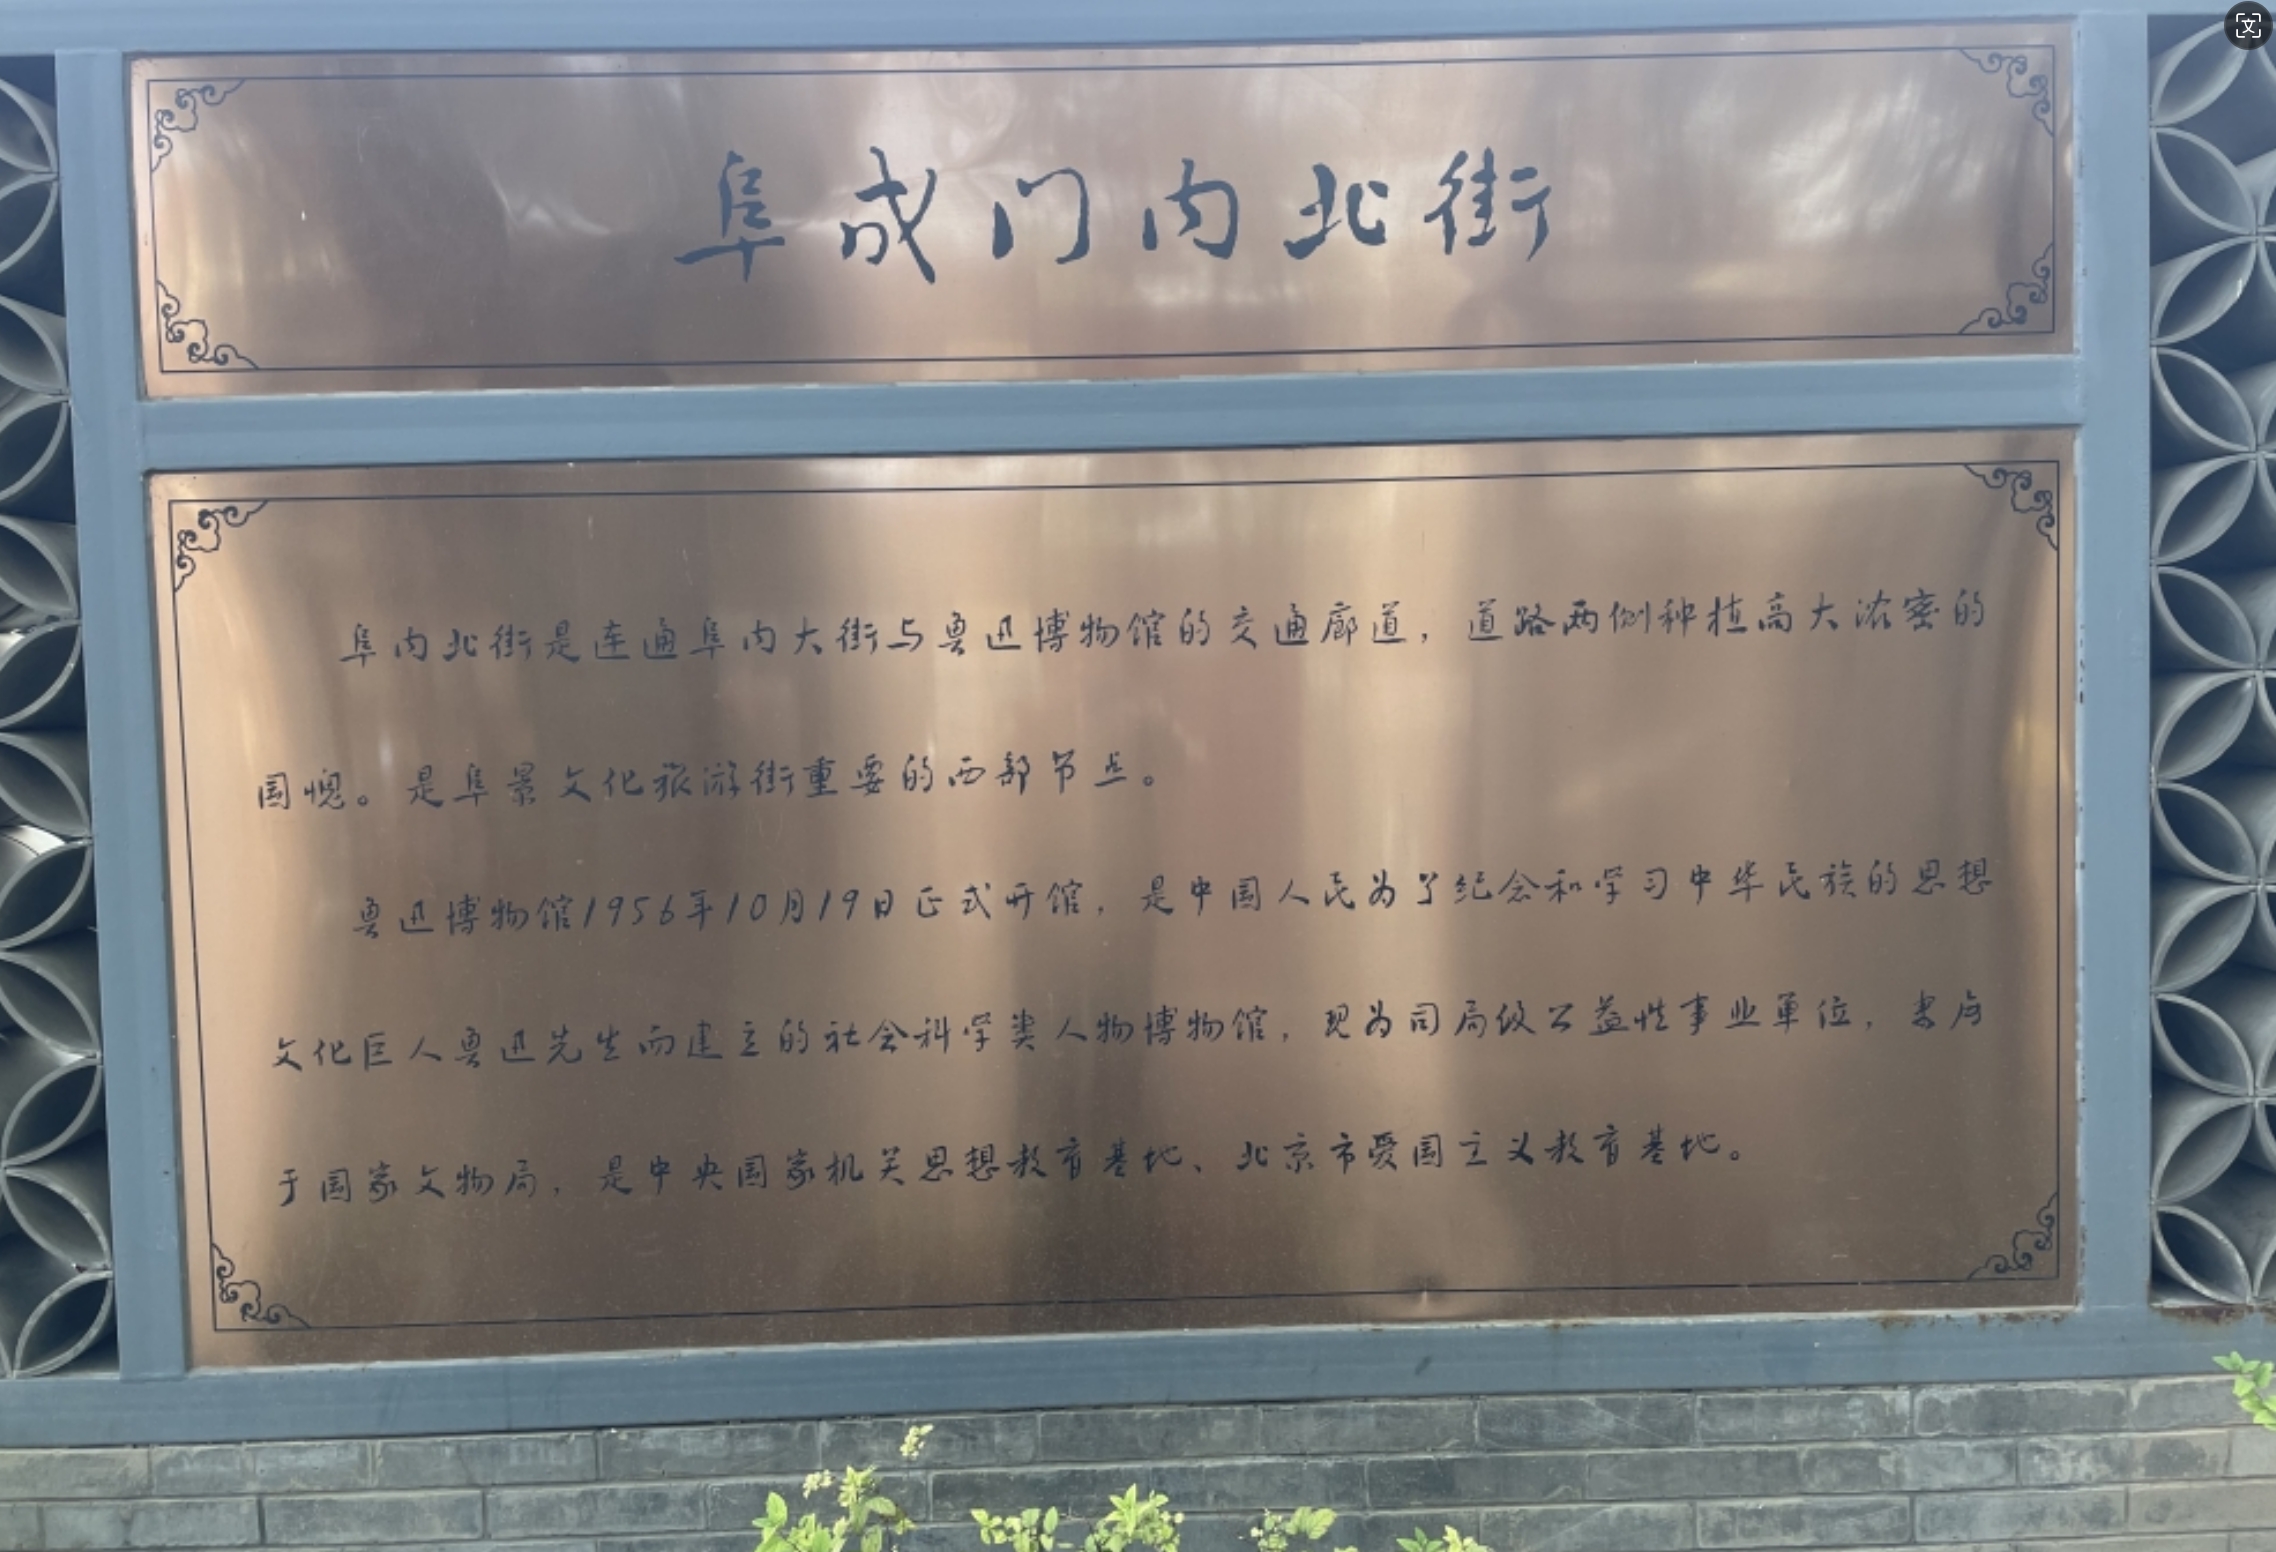 阜成门内北街
阜内北街是连通阜内大街与鲁迅博物馆的交通廊道，道路两侧种植高大浓密的
国槐。是阜景文化旅游街重要的西部节点。
鲁迅博物馆1956年10月19日正式开馆，是中国人民为了纪念和学习中华民族的思想
文化巨人鲁迅先生而建立的社会科学类人物博物馆，现为司局级公益性事业单位，隶属
于国家文物局，是中央国家机关思想教育基地、北京市爱国主义教育基地。